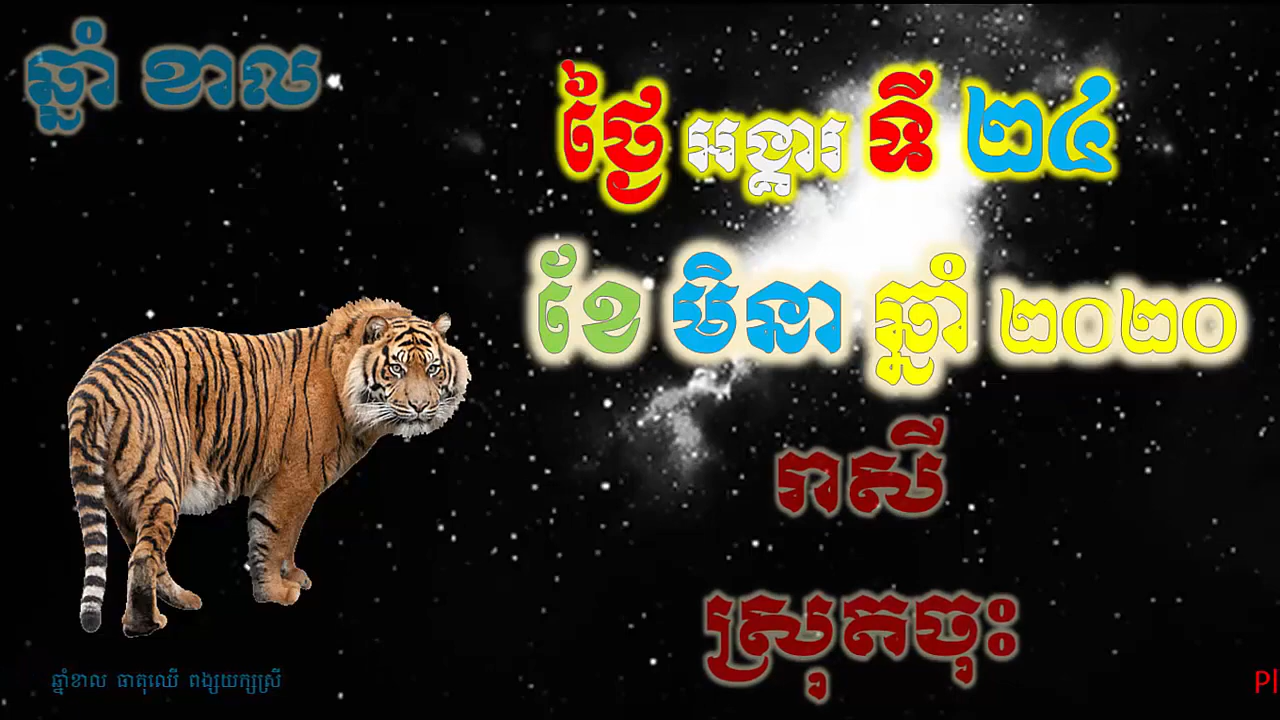 ឆ្នាំ ខាល
ថ្ងៃ អង្គារ ទី ២៤
ខែ មិនា ឆ្នាំ ២០២០
រាសី
ស្រុតចុះ
ឆ្នាំខាល ធាតុឈើ ពង្សយក្សស្រី
Pl